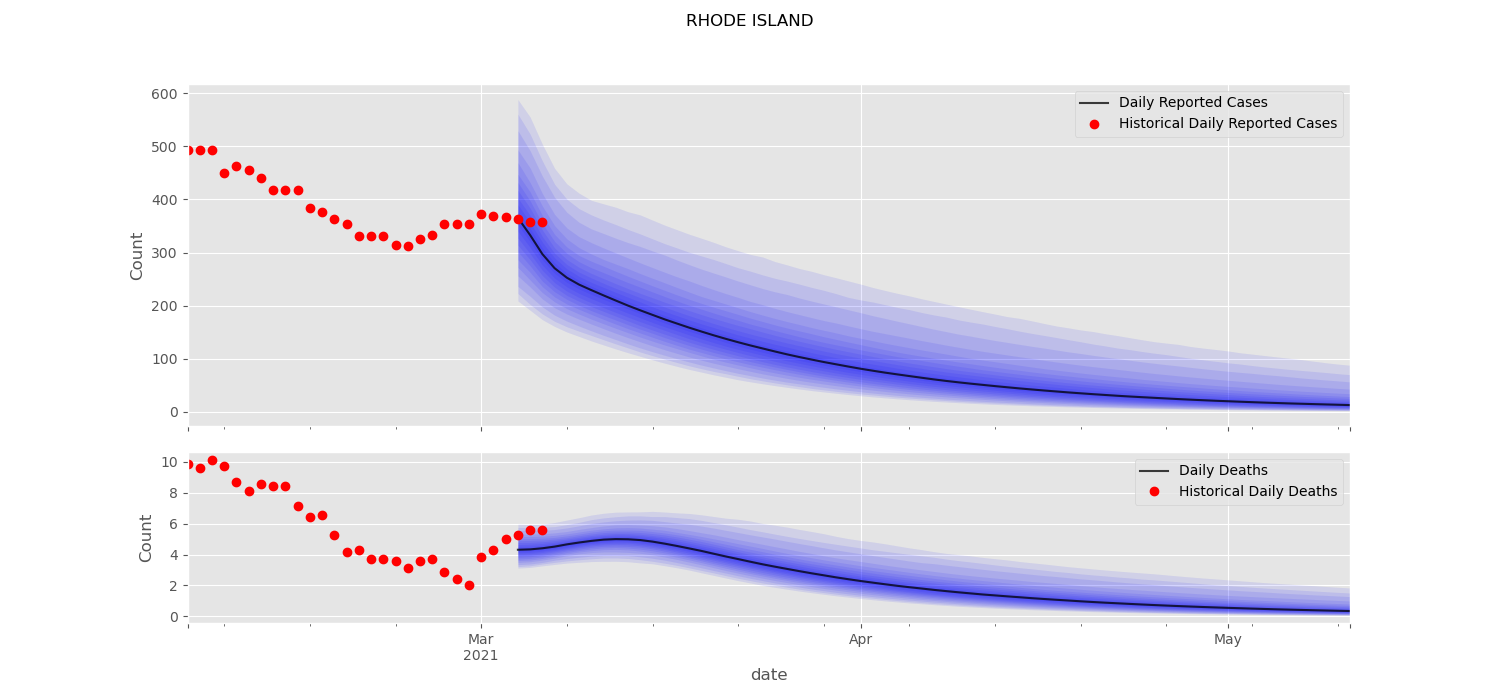 RHODE ISLAND
600
500
400
300
200
100
0
Count
Daily Reported Cases
Historical Daily Reported Cases
10
8
6
4
2
0
Count
Daily Deaths
Historical Daily Deaths
Mar
2021
Apr
May
date